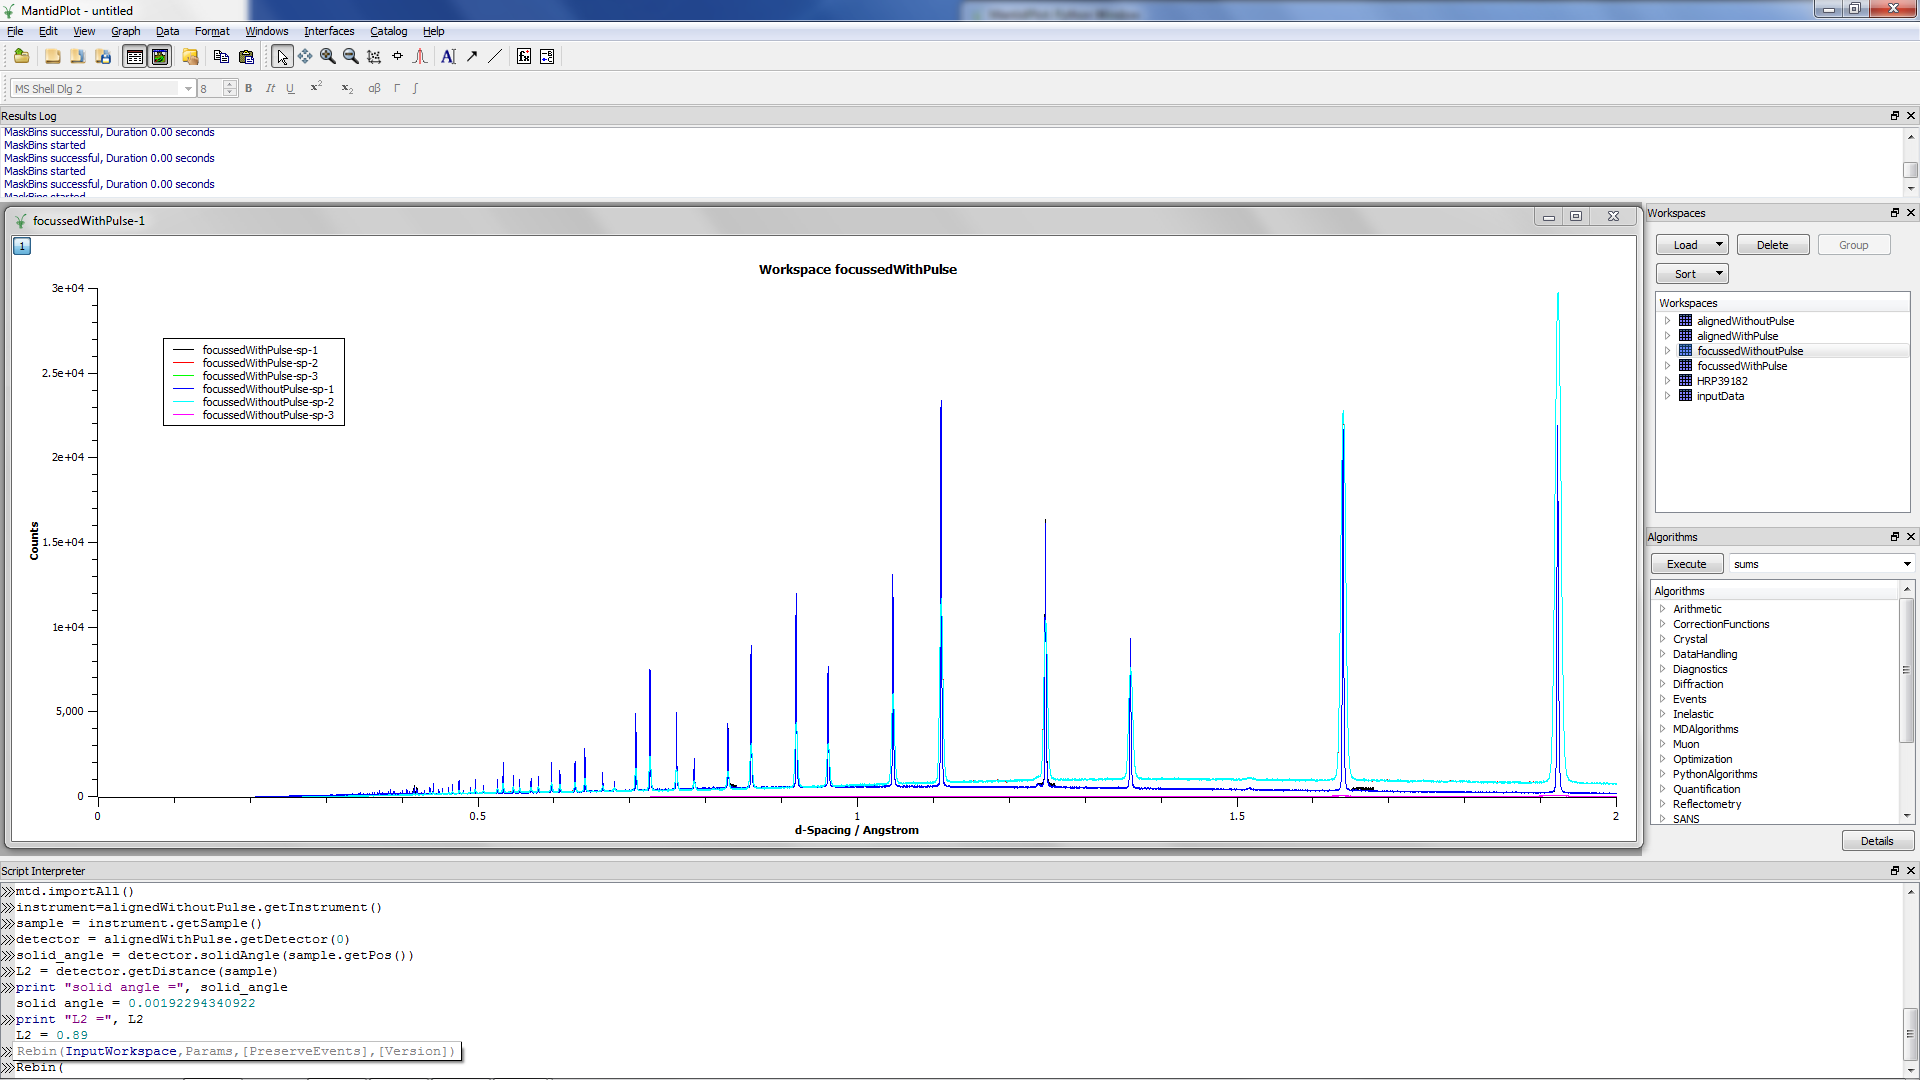 MantidPlot - untitled
File Edit View Graph Data Format Windows Interfaces Catalog Help
MS Shell Dlg 2 8 B It U x² x₂ αβ Γ ∫
Results Log
MaskBins successful, Duration 0.00 seconds
MaskBins started
MaskBins successful, Duration 0.00 seconds
MaskBins started
MaskBins successful, Duration 0.00 seconds
MaskBins started
focussedWithPulse-1
1
Workspace focussedWithPulse
3e+04
2.5e+04
2e+04
1.5e+04
1e+04
5,000
0
Counts
focussedWithPulse-sp-1
focussedWithPulse-sp-2
focussedWithPulse-sp-3
focussedWithoutPulse-sp-1
focussedWithoutPulse-sp-2
focussedWithoutPulse-sp-3
0 0.5 1 1.5 2
d-Spacing / Angstrom
Workspaces
Load Delete Group
Sort
Workspaces
alignedWithoutPulse
alignedWithPulse
focussedWithoutPulse
focussedWithPulse
HRP39182
inputData
Algorithms
Execute sums
Algorithms
Arithmetic
CorrectionFunctions
Crystal
DataHandling
Diagnostics
Diffraction
Events
Inelastic
MDAlgorithms
Muon
Optimization
PythonAlgorithms
Quantification
Reflectometry
SANS
Details
Script Interpreter
mtd.importAll()
instrument=alignedWithoutPulse.getInstrument()
sample = instrument.getSample()
detector = alignedWithPulse.getDetector(0)
solid_angle = detector.solidAngle(sample.getPos())
L2 = detector.getDistance(sample)
print "solid angle =", solid_angle
solid angle = 0.00192294340922
print "L2 =", L2
L2 = 0.89
Rebin(InputWorkspace,Params,[PreserveEvents],[Version])
Rebin(